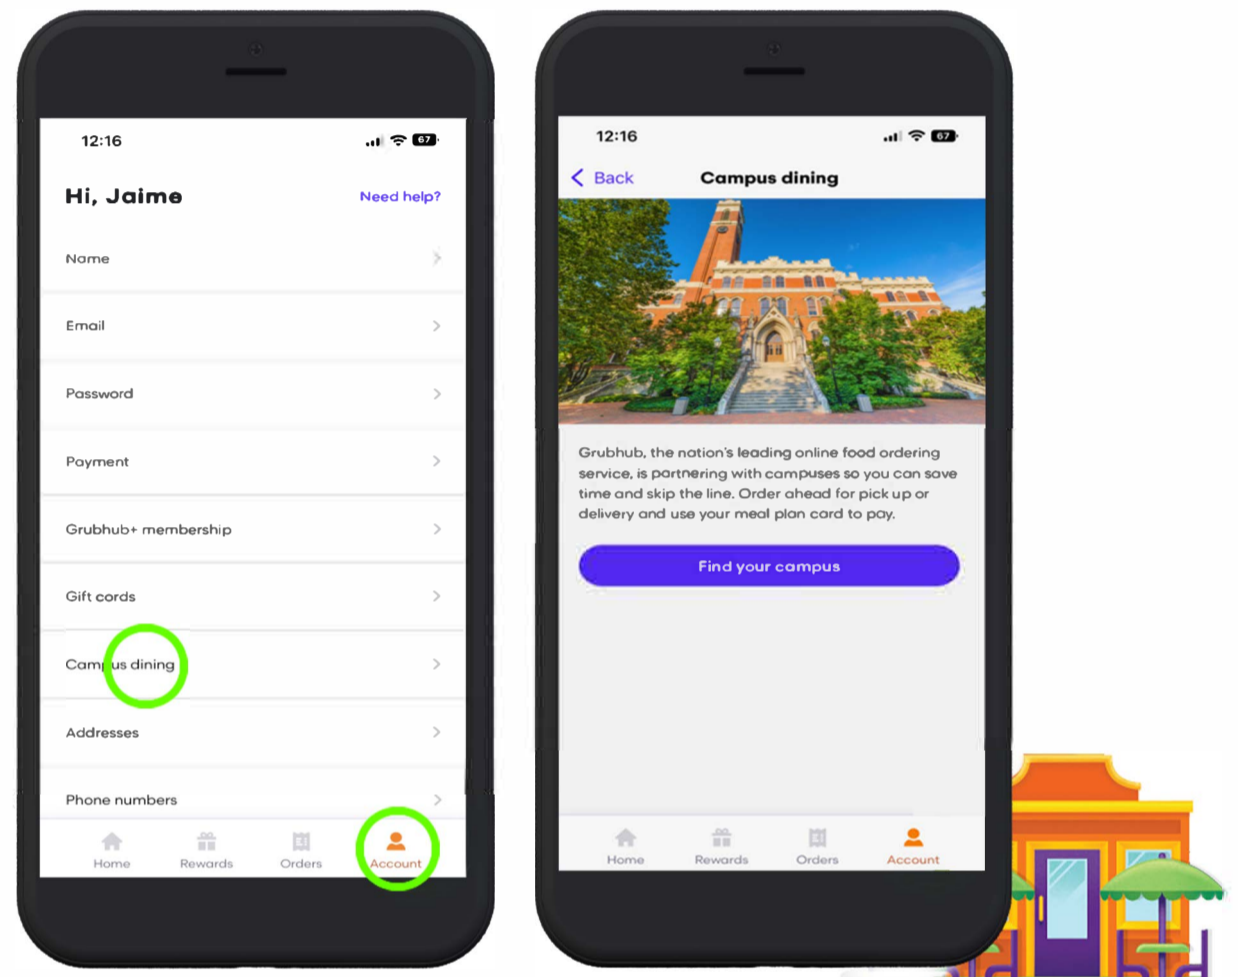 12:16
67
Hi, Jaime
Need help?
Name
Email
Password
Payment
Grubhub+ membership
Gift cards
Campus dining
Addresses
Phone numbers
Home
Rewards
Orders
Account
12:16
67
Back
Campus dining
Grubhub, the nation's leading online food ordering
service, is partnering with campuses so you can save
time and skip the line. Order ahead for pick up or
delivery and use your meal plan card to pay.
Find your campus
Home
Rewards
Orders
Account